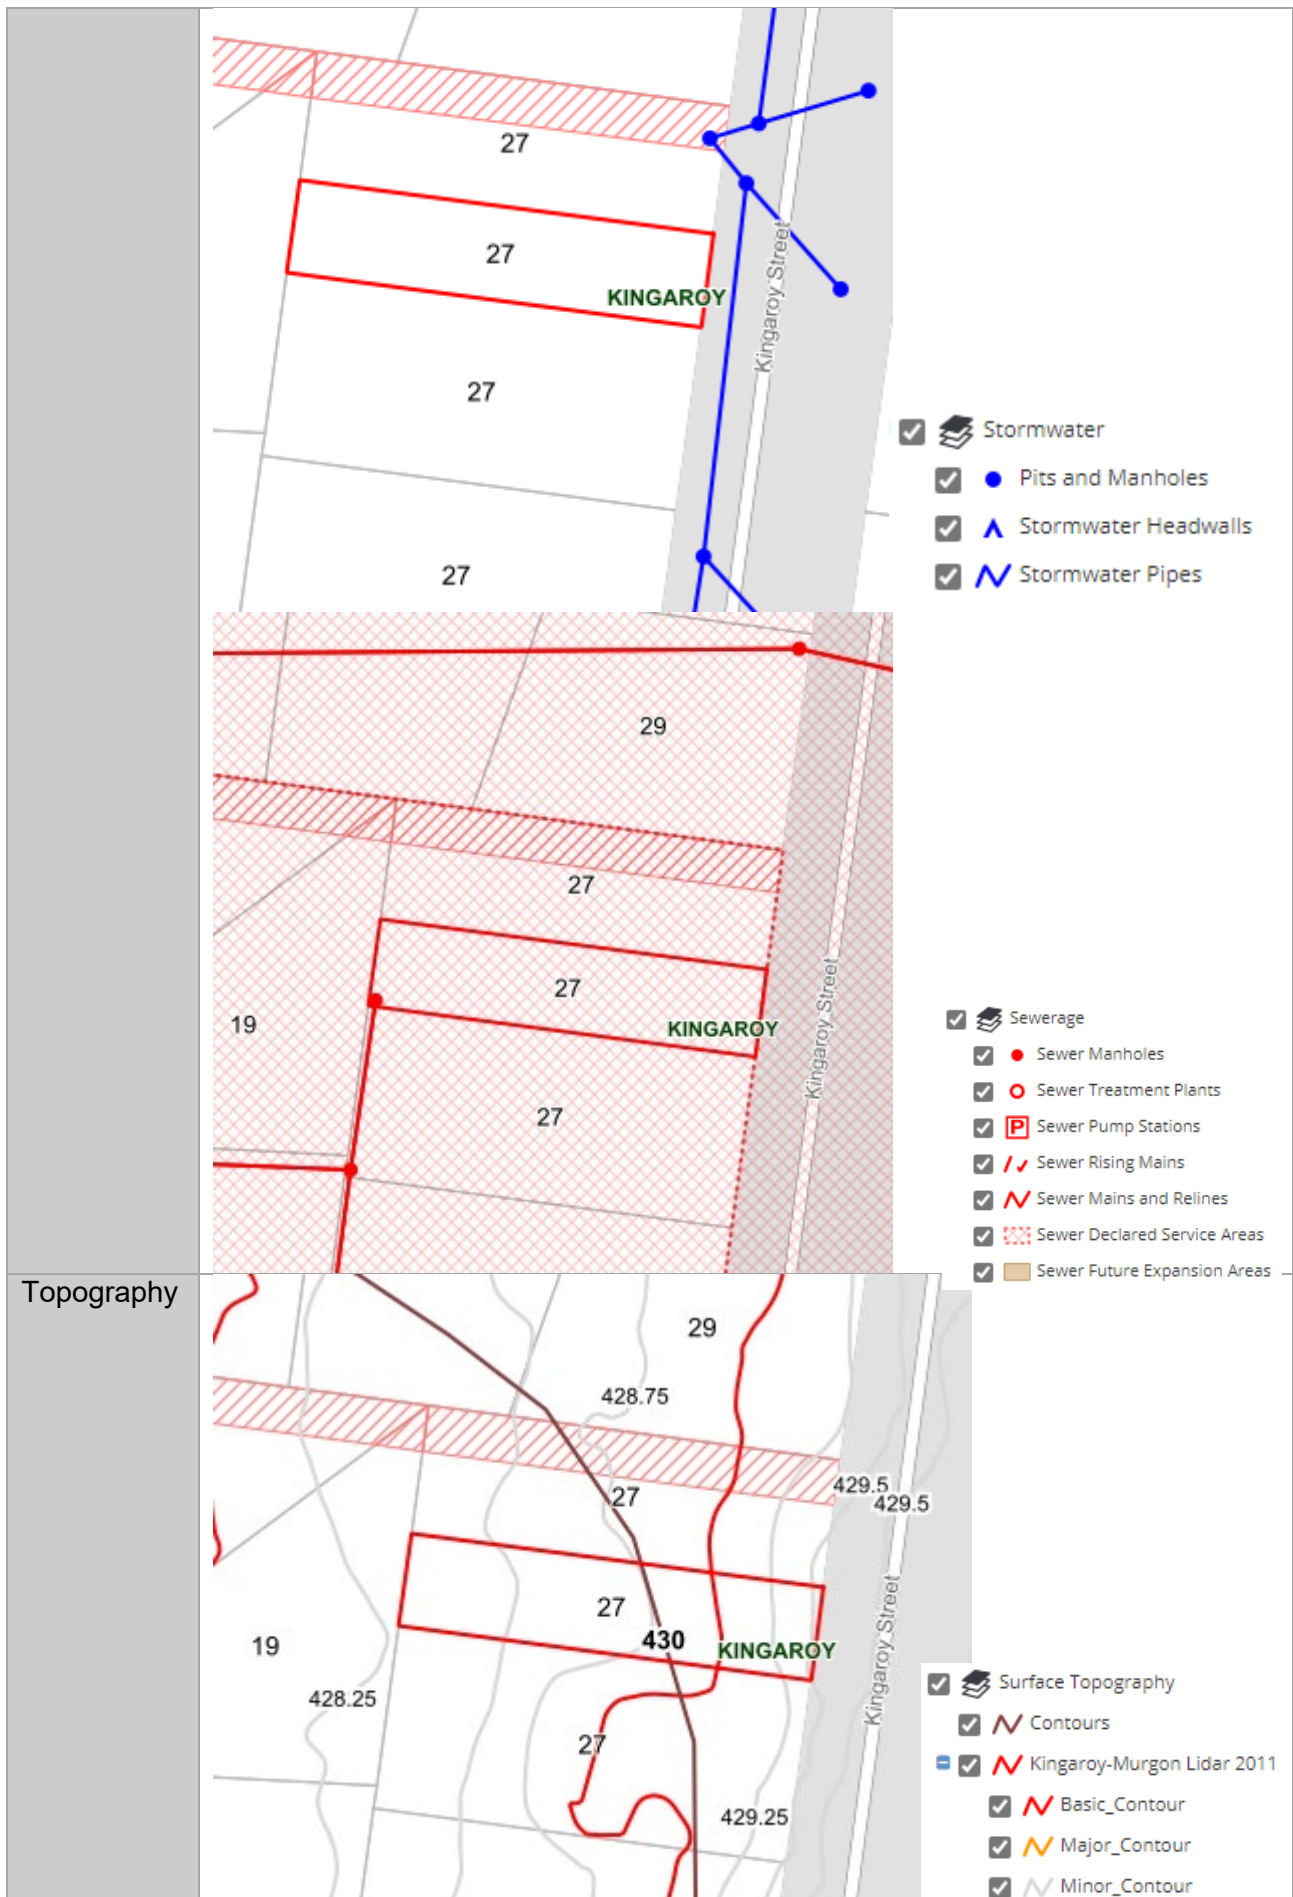 27
27
KINGAROY
Kingaroy Street
27
27
Stormwater
Pits and Manholes
Stormwater Headwalls
Stormwater Pipes
29
27
27
19
KINGAROY
Kingaroy Street
27
Sewerage
Sewer Manholes
Sewer Treatment Plants
P Sewer Pump Stations
Sewer Rising Mains
Sewer Mains and Relines
Sewer Declared Service Areas
Sewer Future Expansion Areas
Topography
29
428.75
429.5
429.5
27
27
430
KINGAROY
Kingaroy Street
19
428.25
27
429.25
Surface Topography
Contours
Kingaroy-Murgon Lidar 2011
Basic_Contour
Major_Contour
Minor_Contour